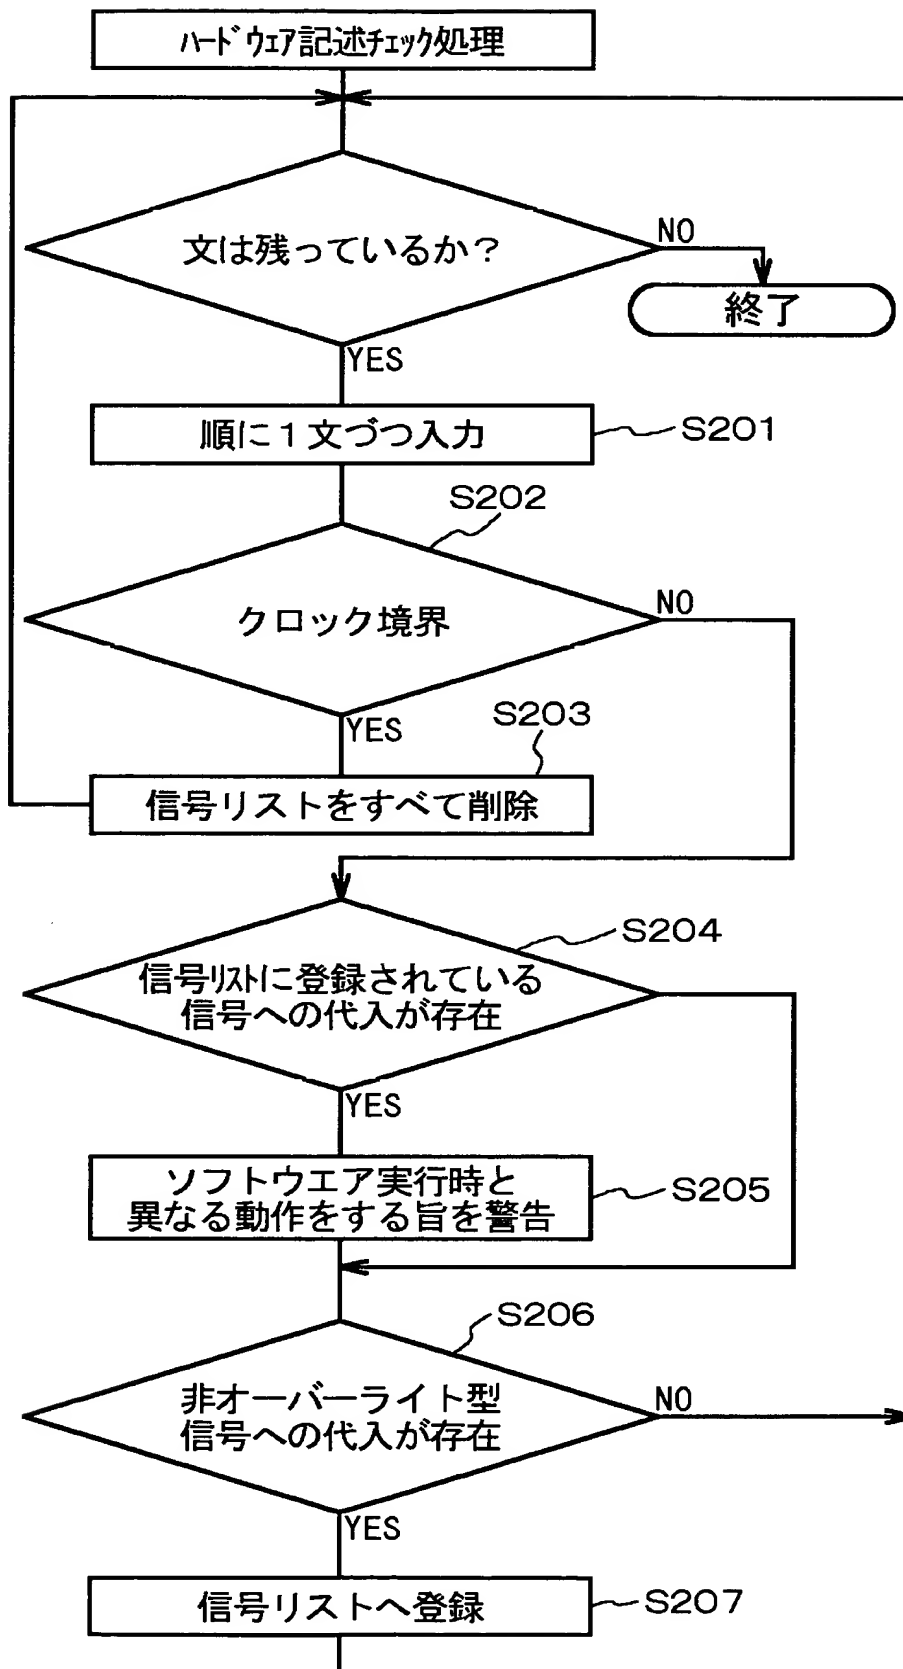 ハードウェア記述チェック処理
文は残っているか？
NO
終了
YES
順に１文づつ入力
S201
S202
クロック境界
NO
YES
S203
信号リストをすべて削除
S204
信号リストに登録されている
信号への代入が存在
YES
ソフトウエア実行時と
異なる動作をする旨を警告
S205
S206
非オーバーライト型
信号への代入が存在
NO
YES
信号リストへ登録
S207